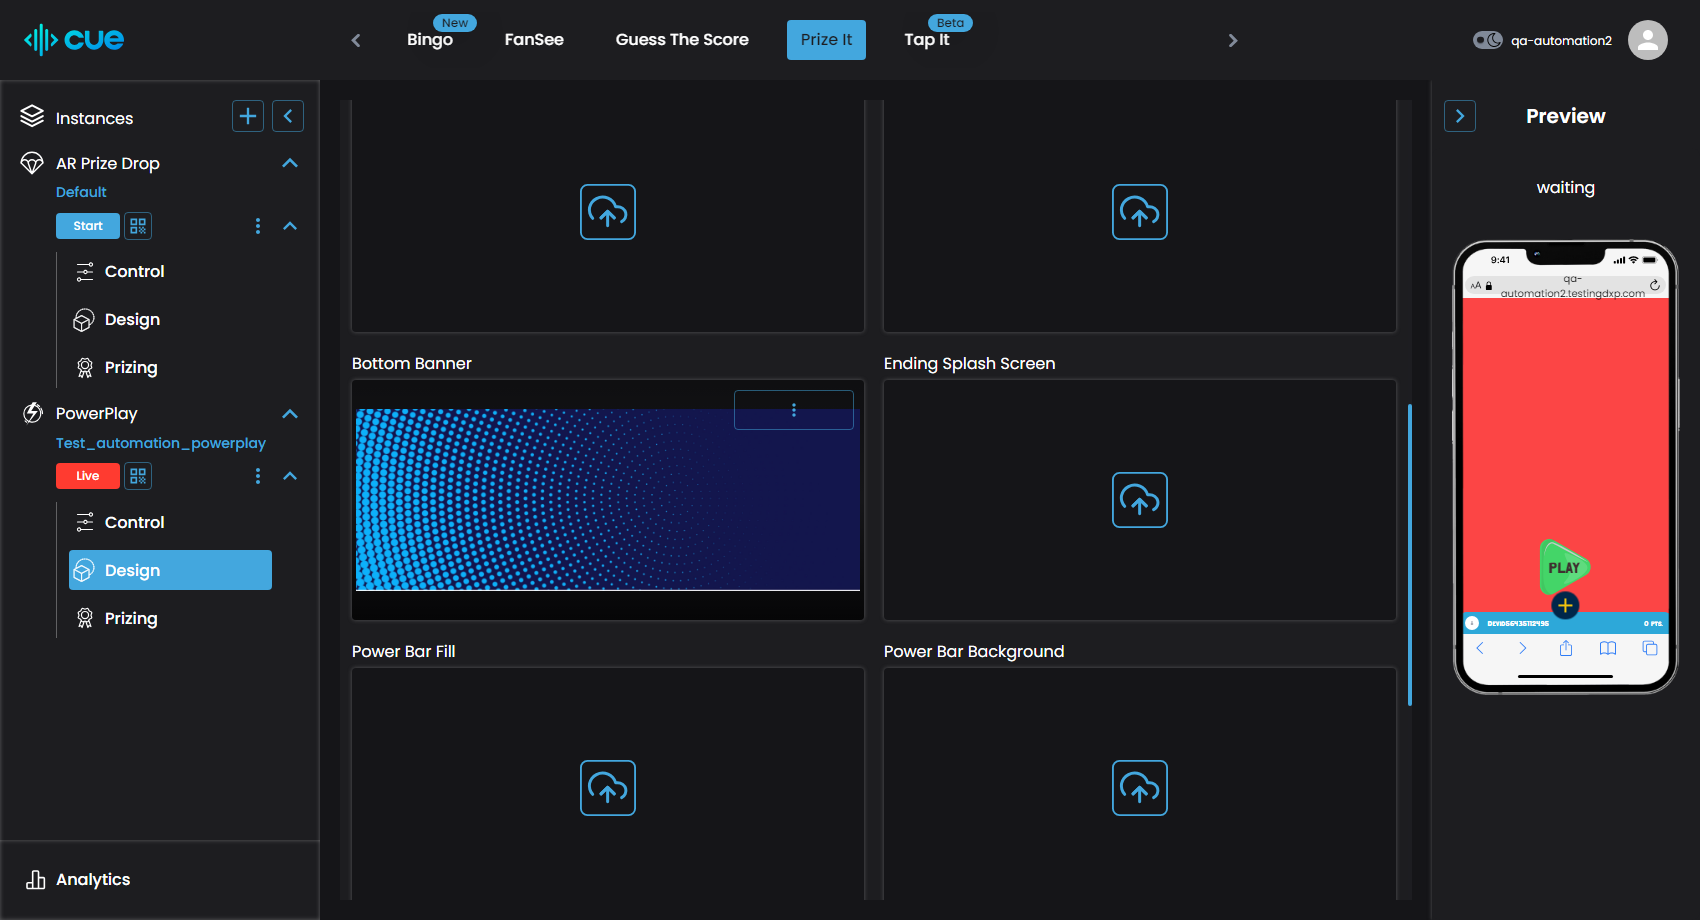 cue
New
Bingo
FanSee
Guess The Score
Prize It
Beta
Tap It
qa-automation2
Instances
AR Prize Drop
Default
Start
Control
Design
Prizing
PowerPlay
Test_automation_powerplay
Live
Control
Design
Prizing
Analytics
Bottom Banner
Ending Splash Screen
Power Bar Fill
Power Bar Background
Preview
waiting
9:41
AA
qa-
automation2.testingdxp.com
PLAY
0 PTS.